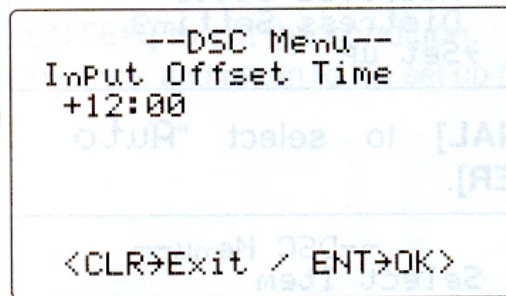 --DSC Menu--
InPut Offset Time
+12:00
<CLR→Exit / ENT→OK>